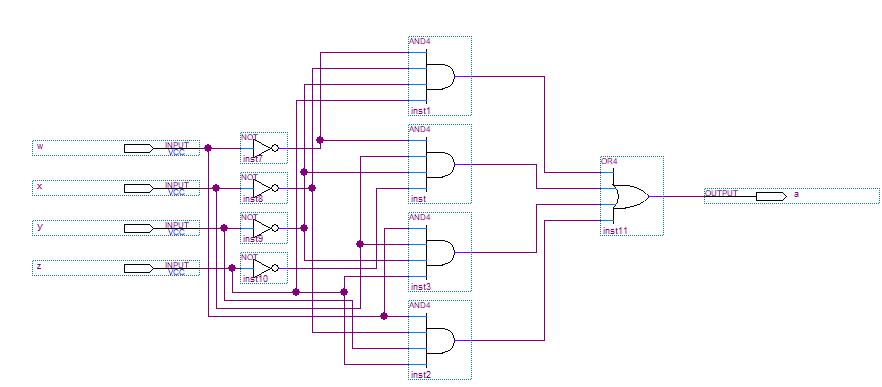 AND4
inst1
AND4
inst
AND4
inst3
AND4
inst2
w
INPUT
VCC
x
INPUT
VCC
y
INPUT
VCC
z
INPUT
VCC
NOT
inst7
NOT
inst8
NOT
inst9
NOT
inst10
OR4
inst11
OUTPUT
a